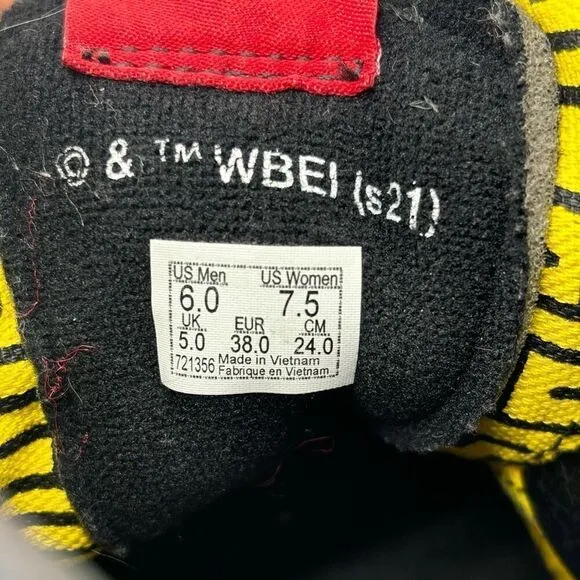 © & ™ WBEI (s21)
US Men US Women
6.0 7.5
UK EUR CM
5.0 38.0 24.0
721356 Made in Vietnam
Fabrique en Vietnam